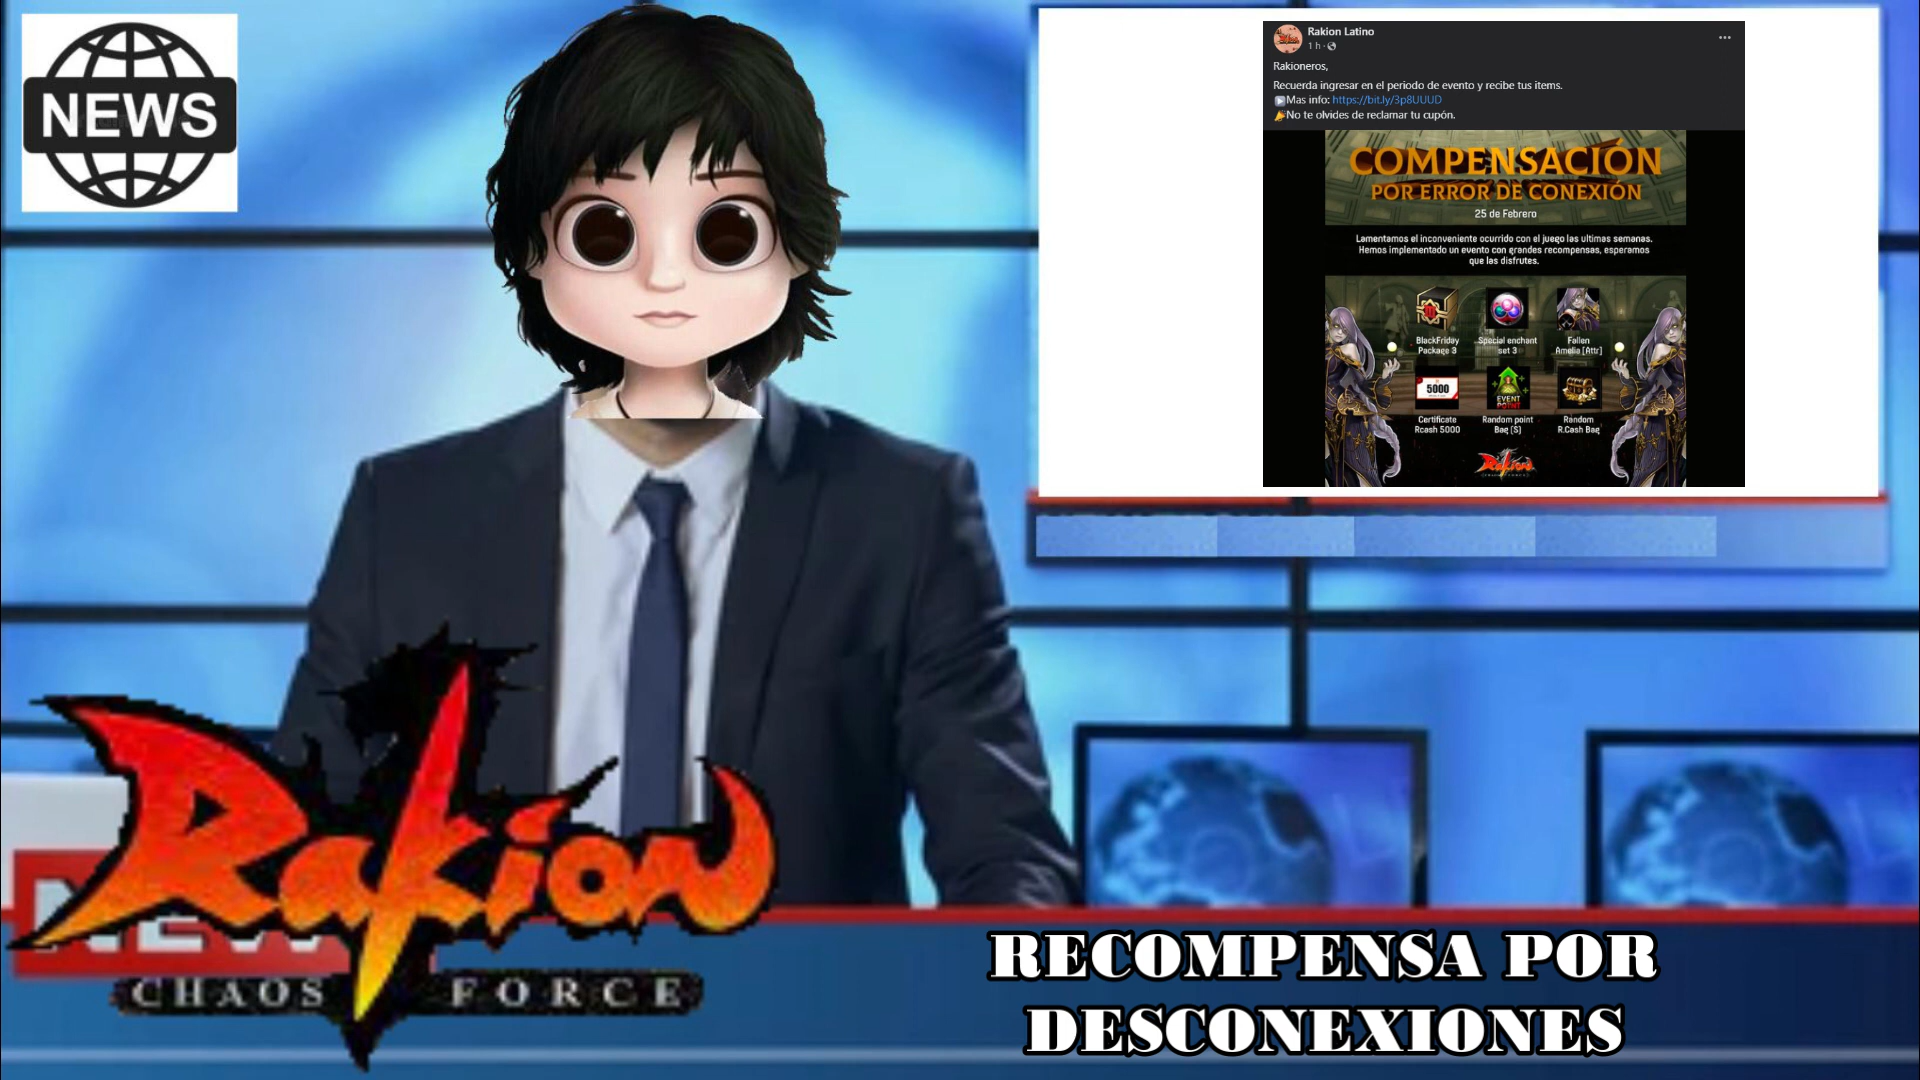 NEWS
Rakion Latino
1 h
Rakioneros,
Recuerda ingresar en el periodo de evento y recibe tus items.
Mas info: https://bit.ly/3p8UUUD
No te olvides de reclamar tu cupón.
COMPENSACIÓN
POR ERROR DE CONEXIÓN
25 de Febrero
Lamentamos el inconveniente ocurrido con el juego las ultimas semanas.
Hemos implementado un evento con grandes recompensas, esperamos
que las disfrutes.
BlackFriday
Package 3
Special enchant
set 3
Fallen
Amelia [Attr]
5000
EVENT
POINT
Certificate
Rcash 5000
Random point
Bag [S]
Random
R.Cash Bag
Rakion
Rakion
CHAOS FORCE
RECOMPENSA POR
DESCONEXIONES